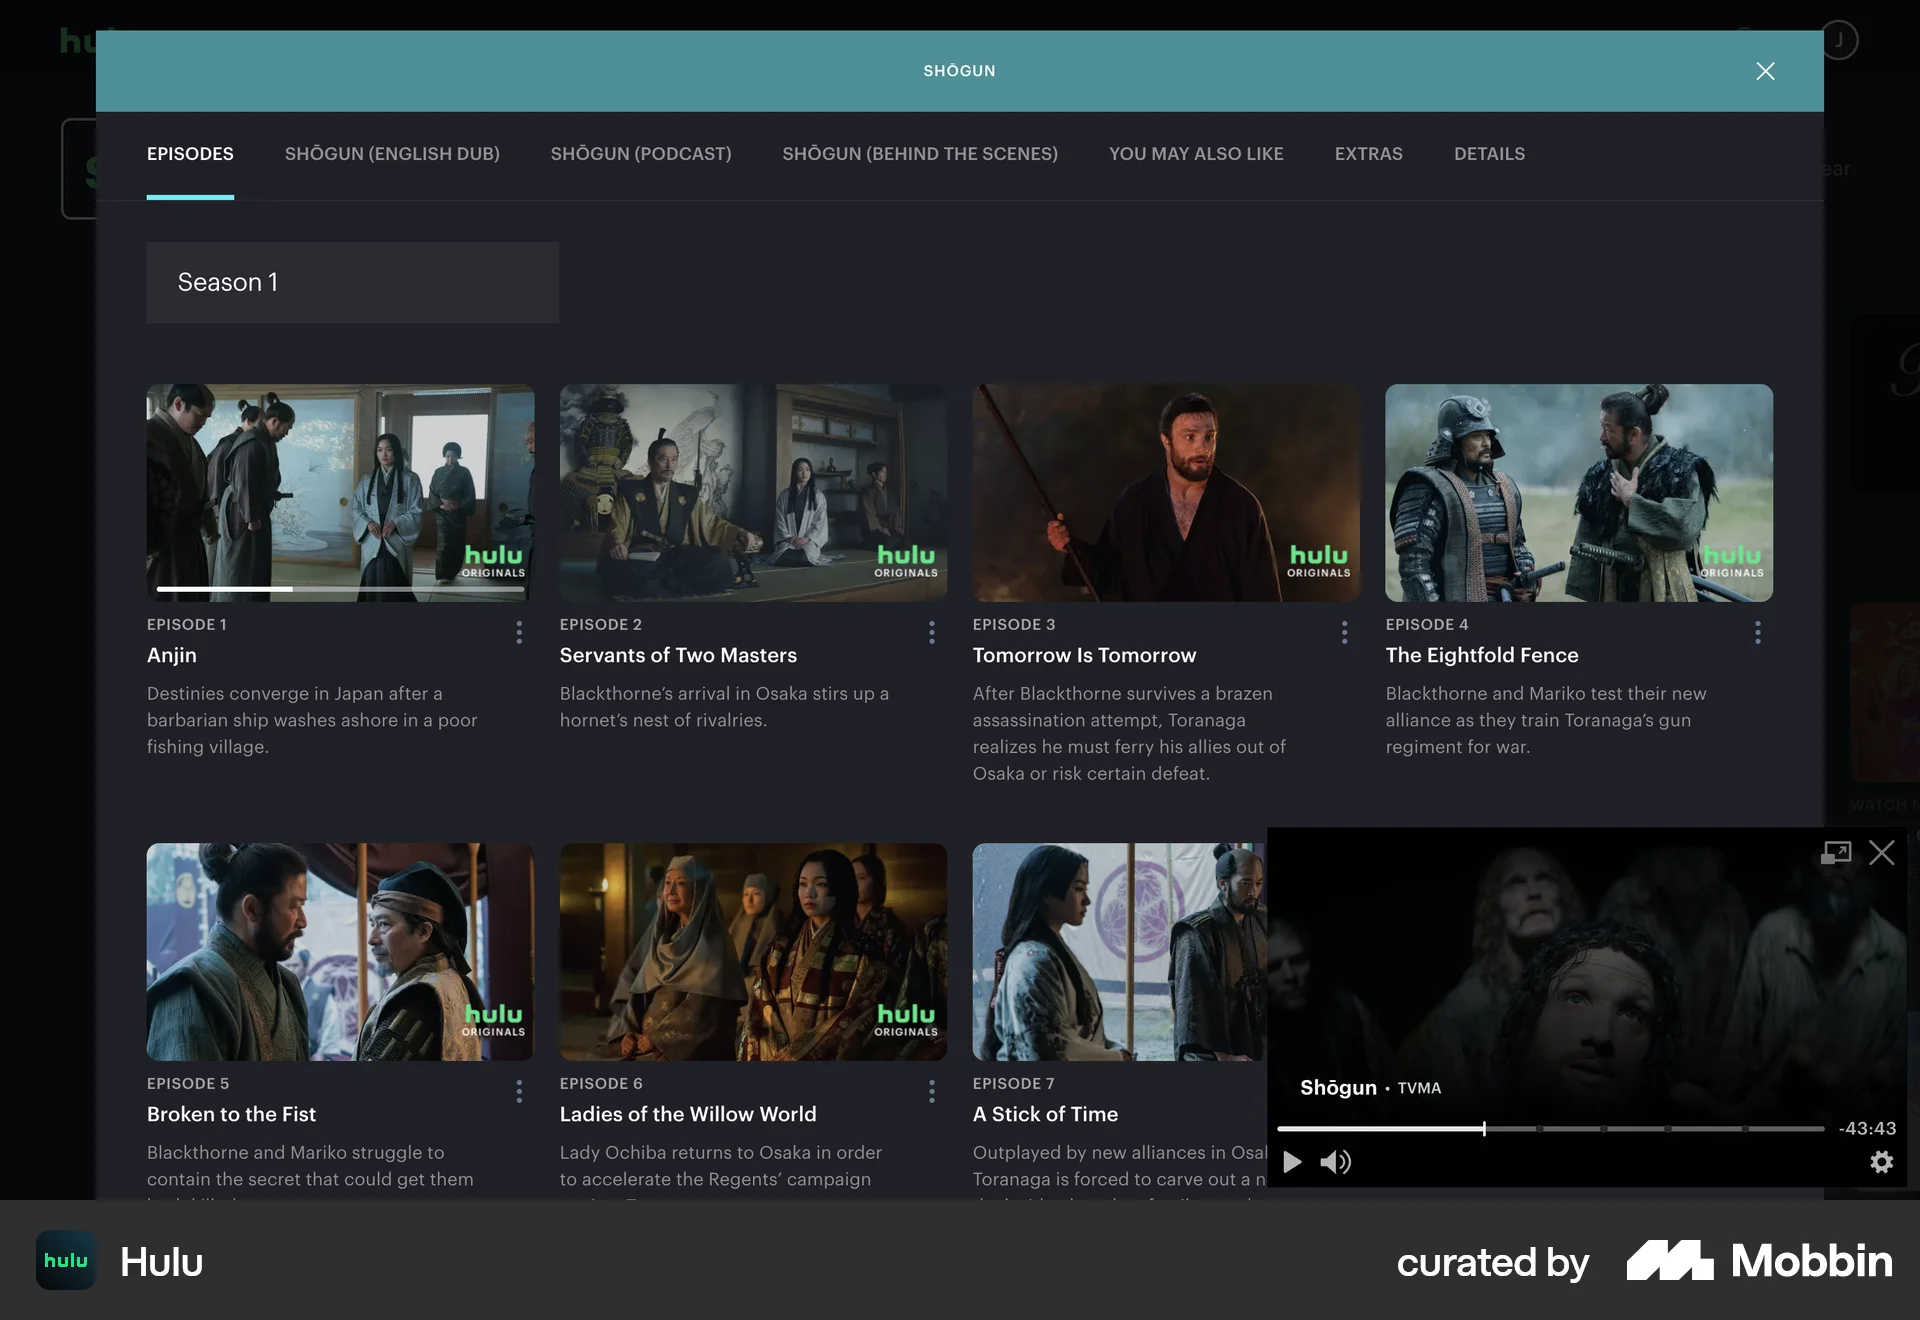 hu
J
SHŌGUN
EPISODES
SHŌGUN (ENGLISH DUB)
SHŌGUN (PODCAST)
SHŌGUN (BEHIND THE SCENES)
YOU MAY ALSO LIKE
EXTRAS
DETAILS
ear
Season 1
hulu
ORIGINALS
EPISODE 1
Anjin
Destinies converge in Japan after a
barbarian ship washes ashore in a poor
fishing village.
hulu
ORIGINALS
EPISODE 2
Servants of Two Masters
Blackthorne’s arrival in Osaka stirs up a
hornet’s nest of rivalries.
hulu
ORIGINALS
EPISODE 3
Tomorrow Is Tomorrow
After Blackthorne survives a brazen
assassination attempt, Toranaga
realizes he must ferry his allies out of
Osaka or risk certain defeat.
hulu
ORIGINALS
EPISODE 4
The Eightfold Fence
Blackthorne and Mariko test their new
alliance as they train Toranaga’s gun
regiment for war.
WATCH N
hulu
ORIGINALS
EPISODE 5
Broken to the Fist
Blackthorne and Mariko struggle to
contain the secret that could get them
hulu
ORIGINALS
EPISODE 6
Ladies of the Willow World
Lady Ochiba returns to Osaka in order
to accelerate the Regents’ campaign
EPISODE 7
A Stick of Time
Outplayed by new alliances in Osa
Toranaga is forced to carve out a n
Shōgun • TVMA
-43:43
hulu
Hulu
curated by
Mobbin